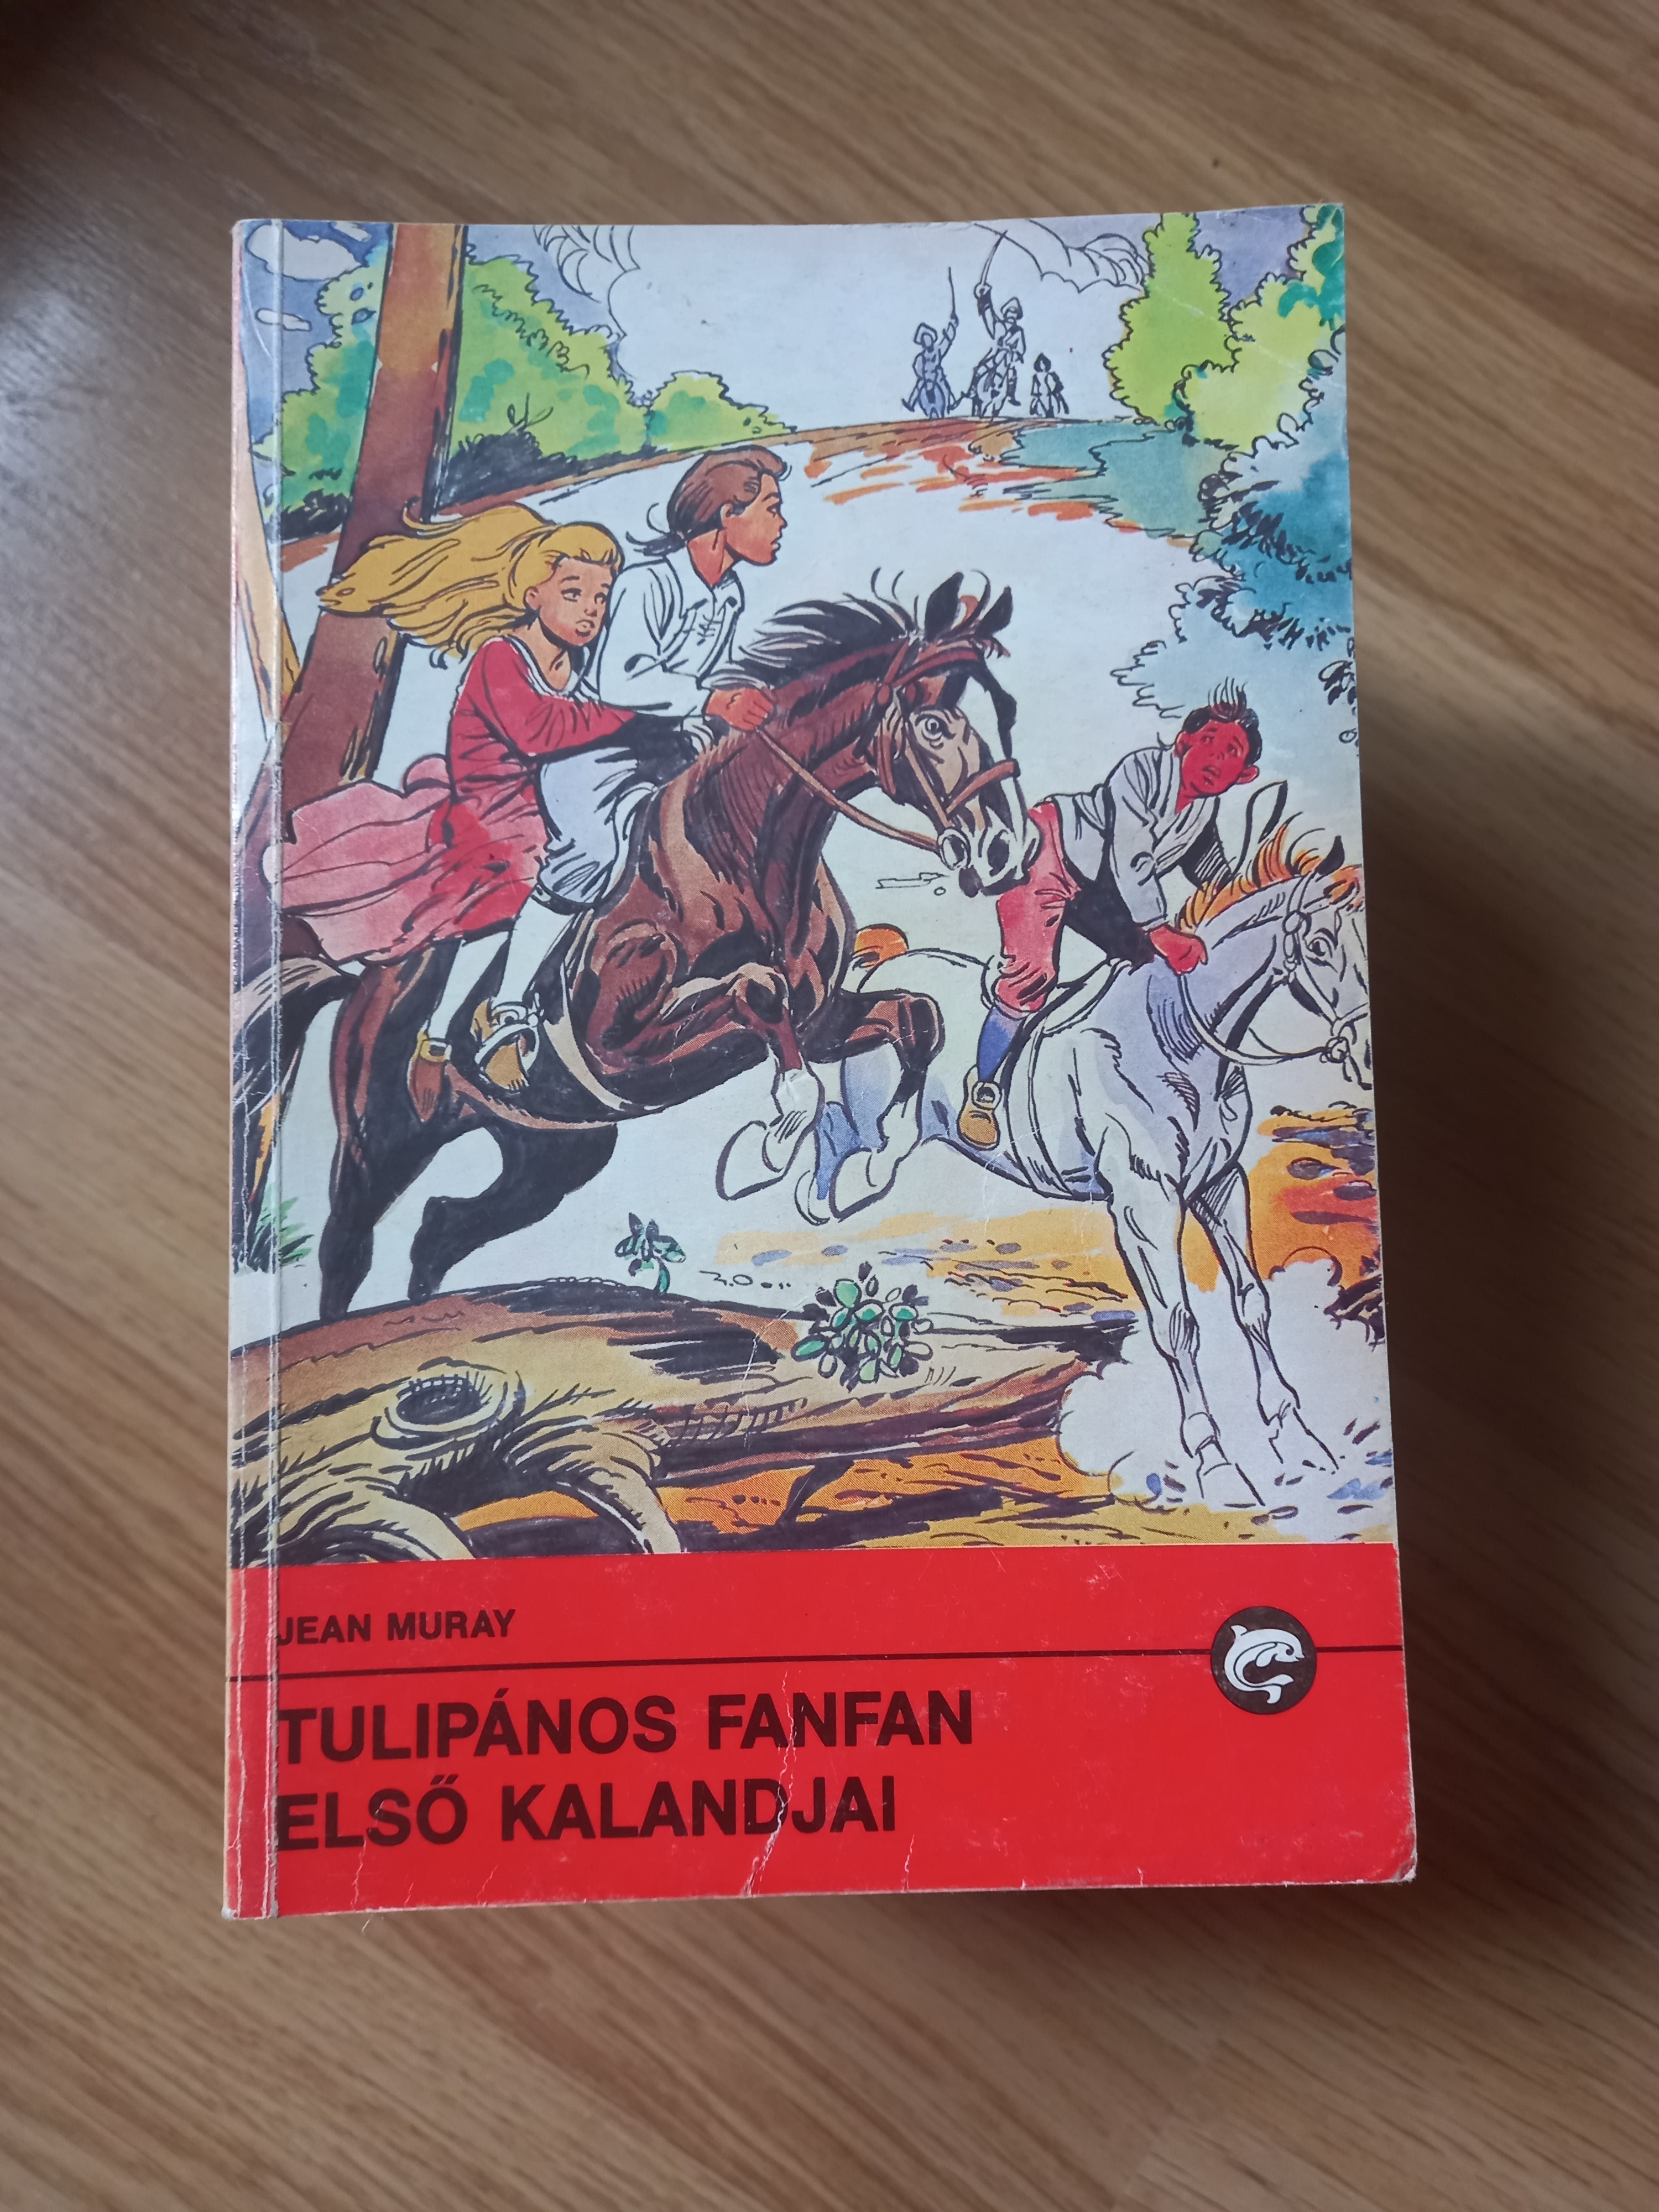 JEAN MURAY
TULIPÁNOS FANFAN
ELSŐ KALANDJAI